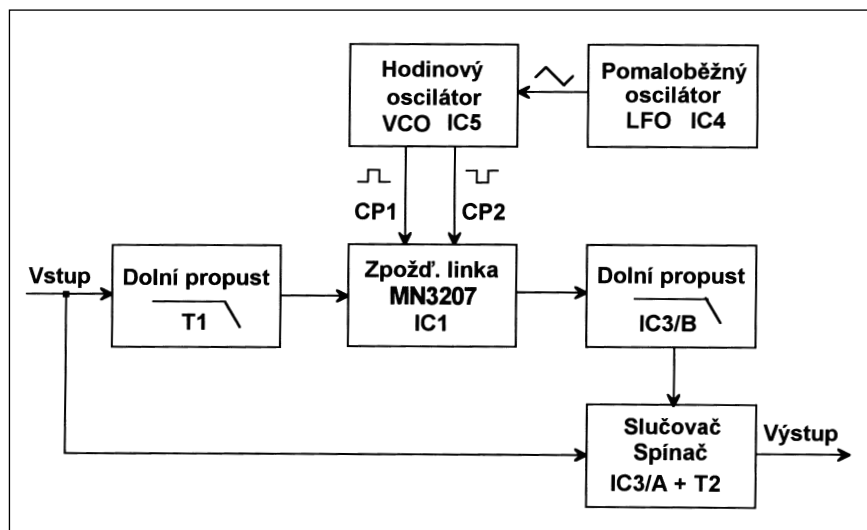 Hodinový
oscilátor
VCO IC5
Pomaloběžný
oscilátor
LFO IC4
CP1
CP2
Vstup
Dolní propust
T1
Zpožď. linka
MN3207
IC1
Dolní propust
IC3/B
Slučovač
Spínač
IC3/A + T2
Výstup